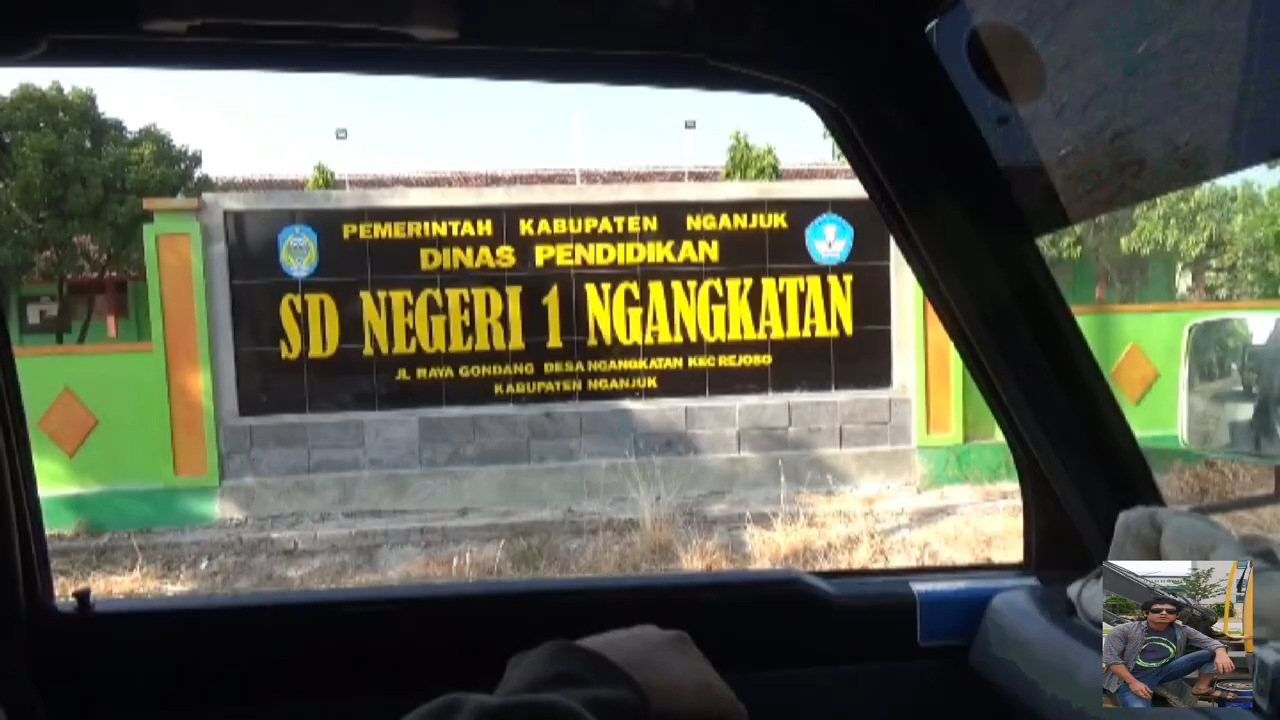 PEMERINTAH KABUPATEN NGANJUK
DINAS PENDIDIKAN
SD NEGERI 1 NGANGKATAN
JL RAYA GONDANG DESA NGANGKATAN KEC REJOSO
KABUPATEN NGANJUK